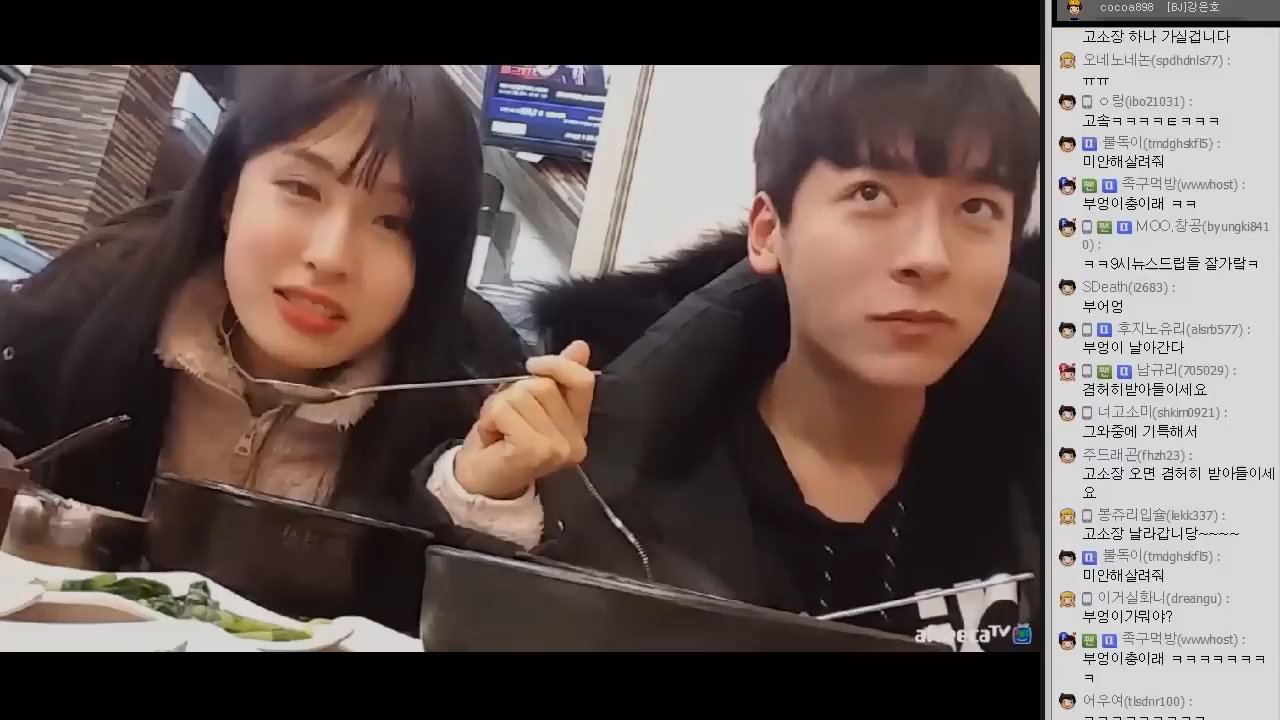 cocoa898 [BJ]강은호
고소장 하나 가실겁니다
오네노네논(spdhdnls77) :
ㅠㅠ
ㅇ링(ibo21031) :
고속ㅋㅋㅋㅋㅌㅋㅋㅋ
불독이(tmdghskfl5) :
미안해살려줘
팬 족구먹방(wwwhost) :
부엉이충이래 ㅋㅋ
팬 MOO.창공(byungki8410) :
ㅋㅋ9시뉴스드립을 잘가랔ㅋ
SDeath(i2683) :
부어엉
후지노유리(alsrb577) :
부엉이 날아간다
팬 남규리(705029) :
겸허히받아들이세요
너고소미(shkim0921) :
그와중에 기특해서
주드래곤(fhzh23) :
고소장 오면 겸허히 받아들이세
요
봉쥬리입슐(lekk337) :
고소장 날라갑니당~~~~
불독이(tmdghskfl5) :
미안해살려줘
이거실화니(dreangu) :
부엉이가뭐야?
팬 족구먹방(wwwhost) :
부엉이충이래 ㅋㅋㅋㅋㅋㅋㅋ
ㅋ
어우여(tlsdnr100) :
afreecaTV